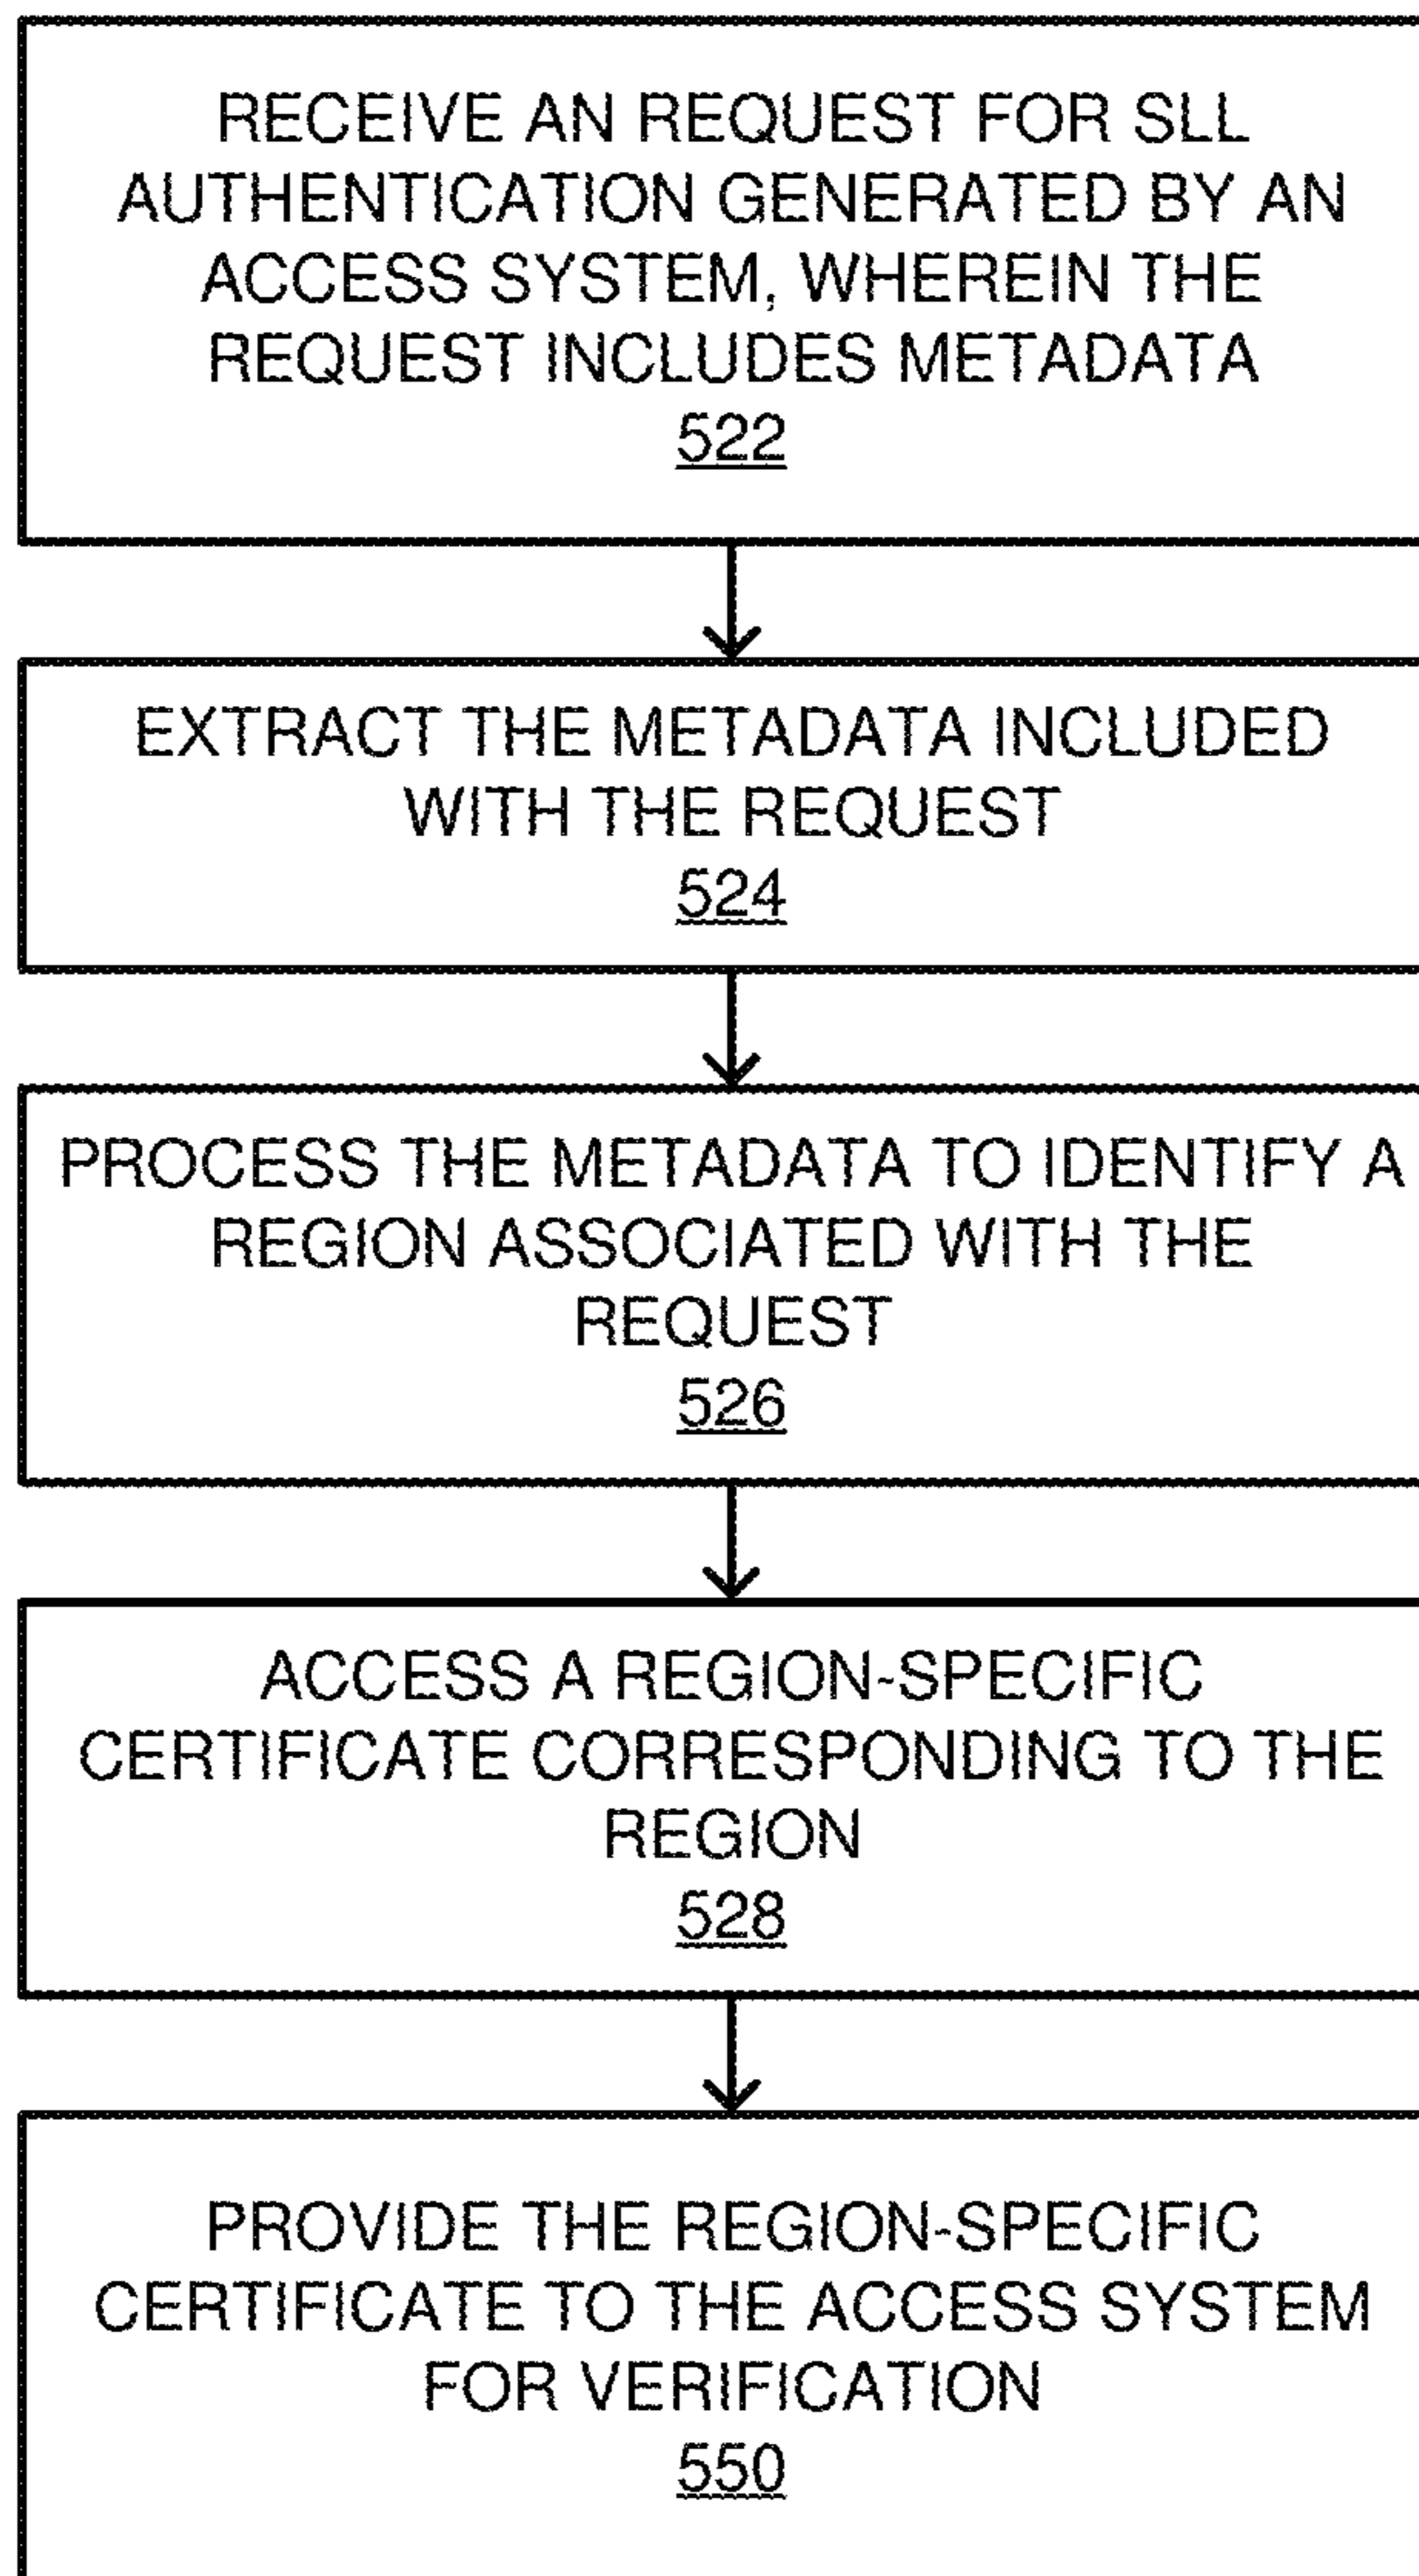 RECEIVE AN REQUEST FOR SLL
AUTHENTICATION GENERATED BY AN
ACCESS SYSTEM, WHEREIN THE
REQUEST INCLUDES METADATA
522
EXTRACT THE METADATA INCLUDED
WITH THE REQUEST
524
PROCESS THE METADATA TO IDENTIFY A
REGION ASSOCIATED WITH THE
REQUEST
526
ACCESS A REGION-SPECIFIC
CERTIFICATE CORRESPONDING TO THE
REGION
528
PROVIDE THE REGION-SPECIFIC
CERTIFICATE TO THE ACCESS SYSTEM
FOR VERIFICATION
550